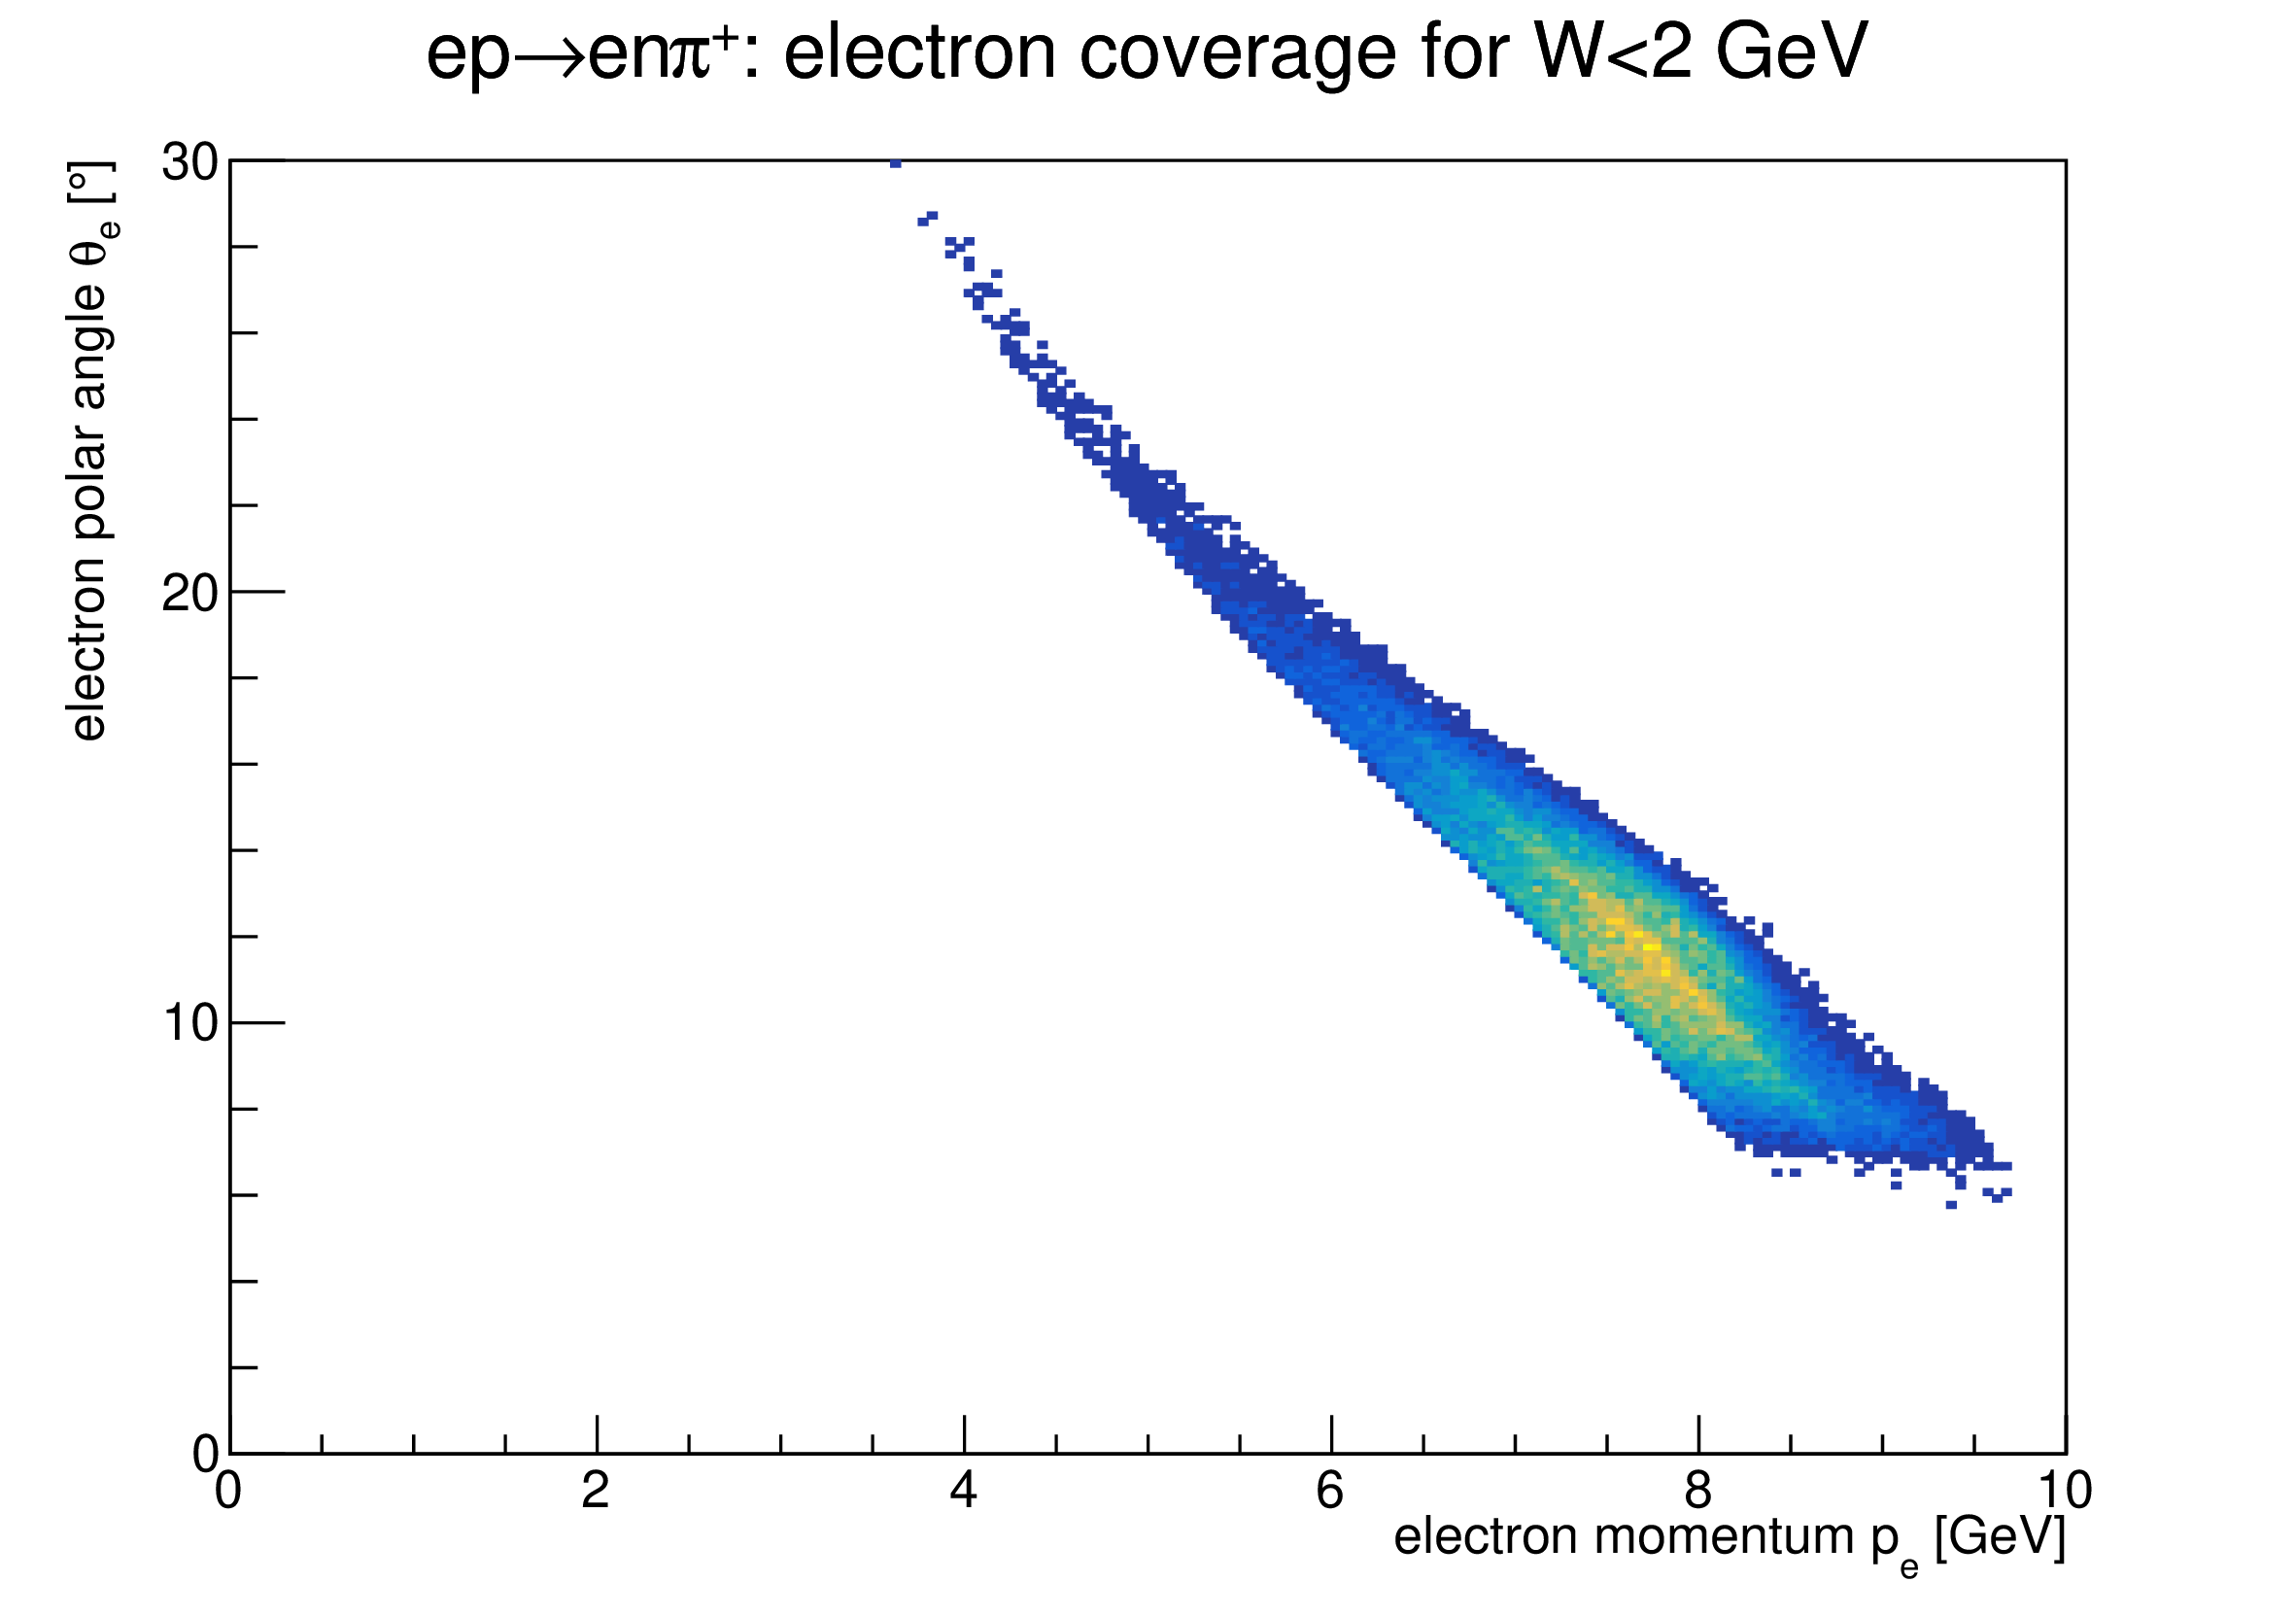 ep→enπ⁺: electron coverage for W<2 GeV
electron polar angle θₑ [°]
30
20
10
0
0 2 4 6 8 10
electron momentum pₑ [GeV]